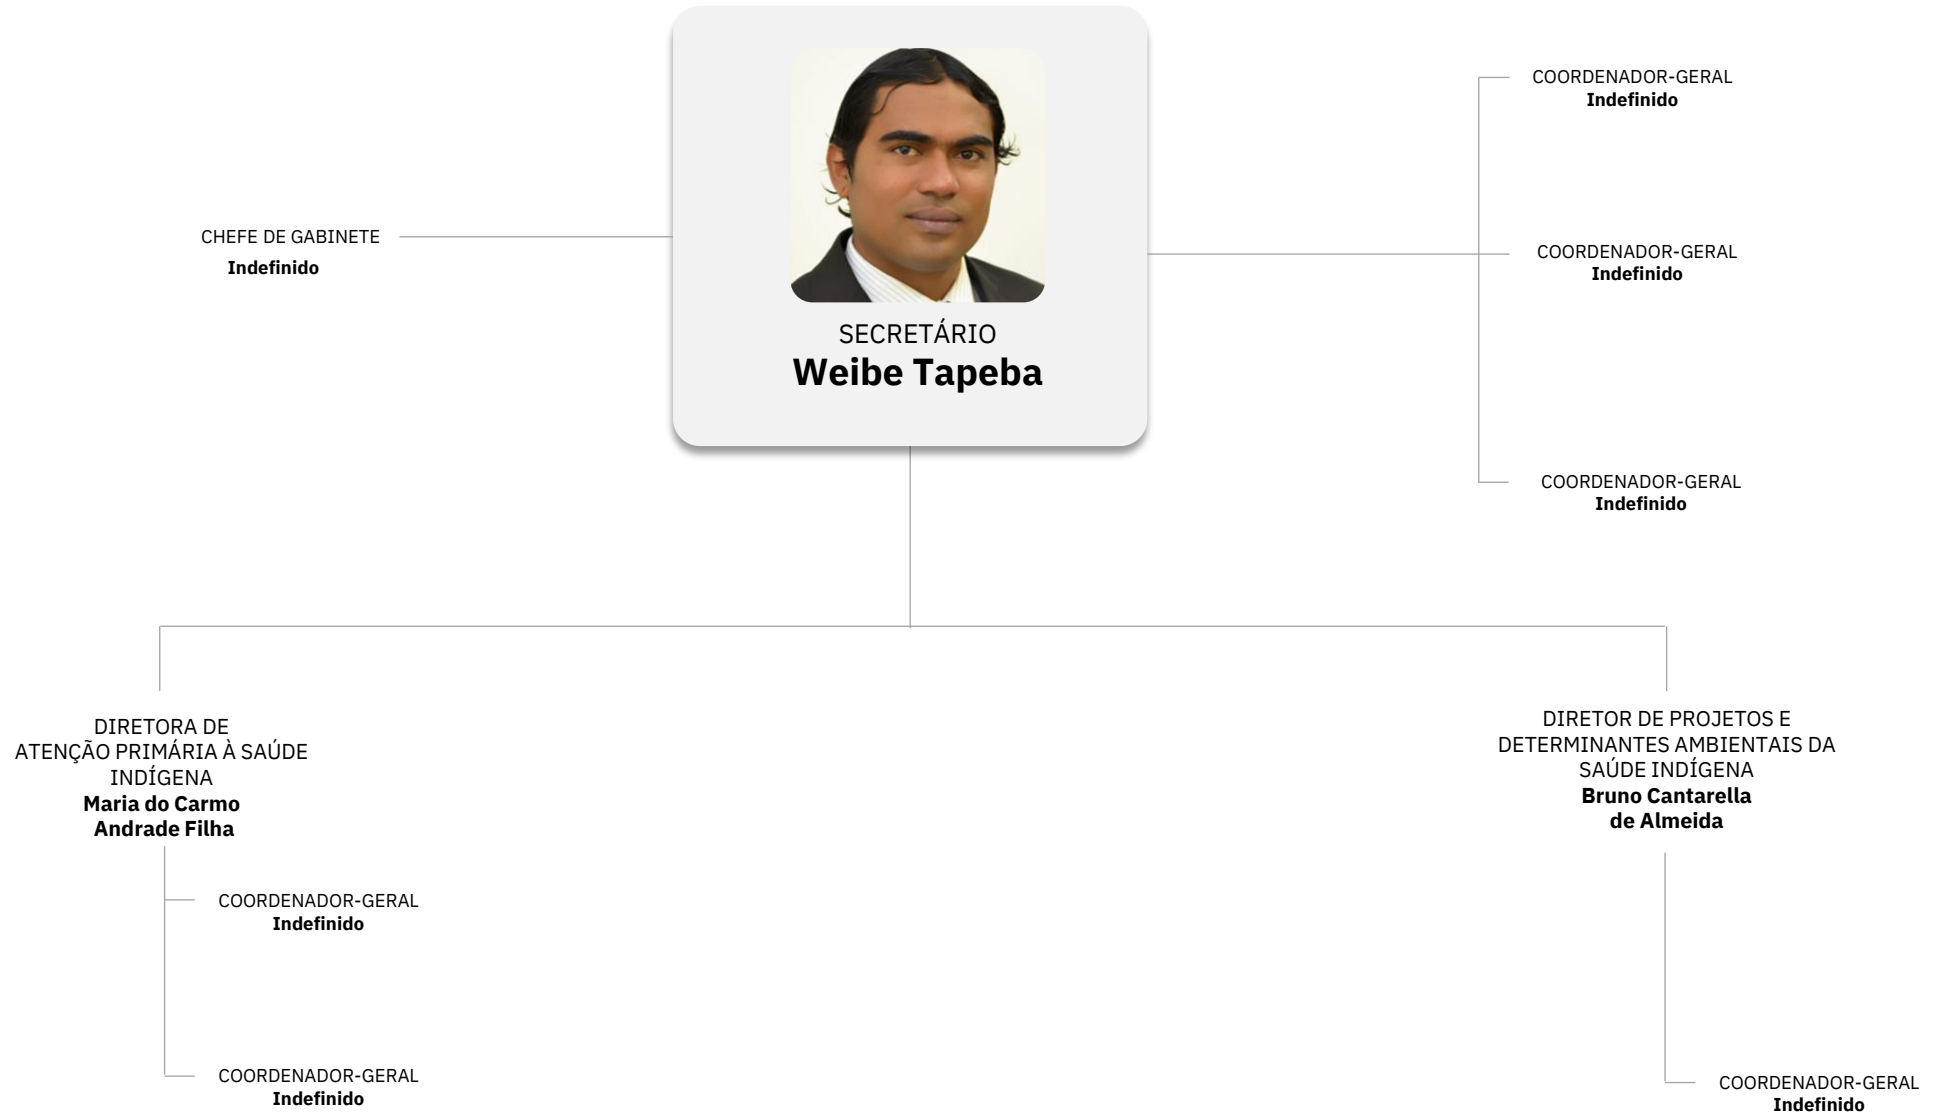 COORDENADOR-GERAL
Indefinido
CHEFE DE GABINETE
Indefinido
COORDENADOR-GERAL
Indefinido
SECRETÁRIO
Weibe Tapeba
COORDENADOR-GERAL
Indefinido
DIRETORA DE
ATENÇÃO PRIMÁRIA À SAÚDE
INDÍGENA
Maria do Carmo
Andrade Filha
COORDENADOR-GERAL
Indefinido
COORDENADOR-GERAL
Indefinido
DIRETOR DE PROJETOS E
DETERMINANTES AMBIENTAIS DA
SAÚDE INDÍGENA
Bruno Cantarella
de Almeida
COORDENADOR-GERAL
Indefinido